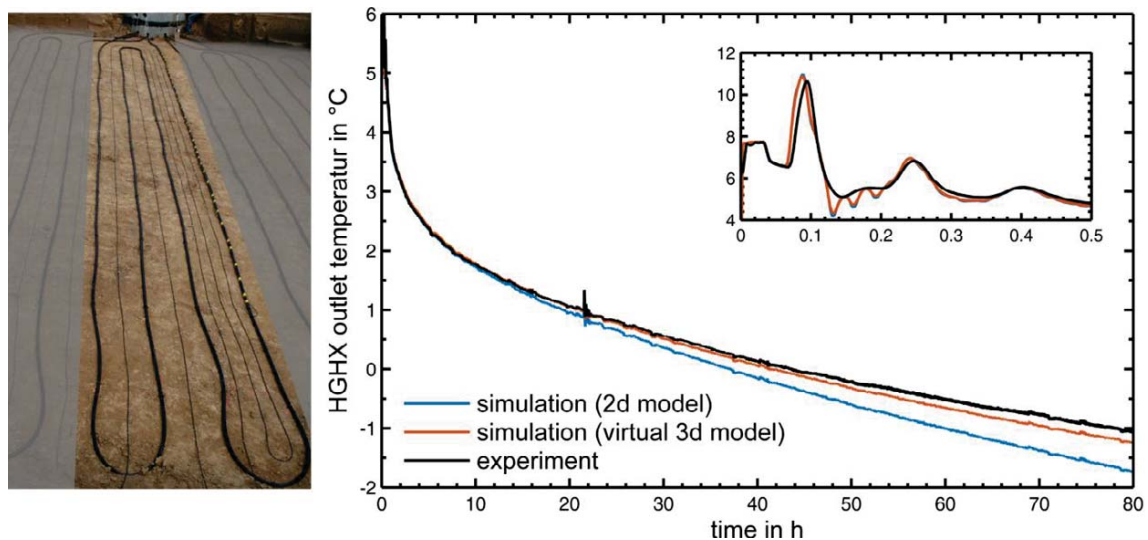 HGHX outlet temperatur in °C
6
5
4
3
2
1
0
-1
-2
12
10
8
6
4
0 0.1 0.2 0.3 0.4 0.5
simulation (2d model)
simulation (virtual 3d model)
experiment
0 10 20 30 40 50 60 70 80
time in h